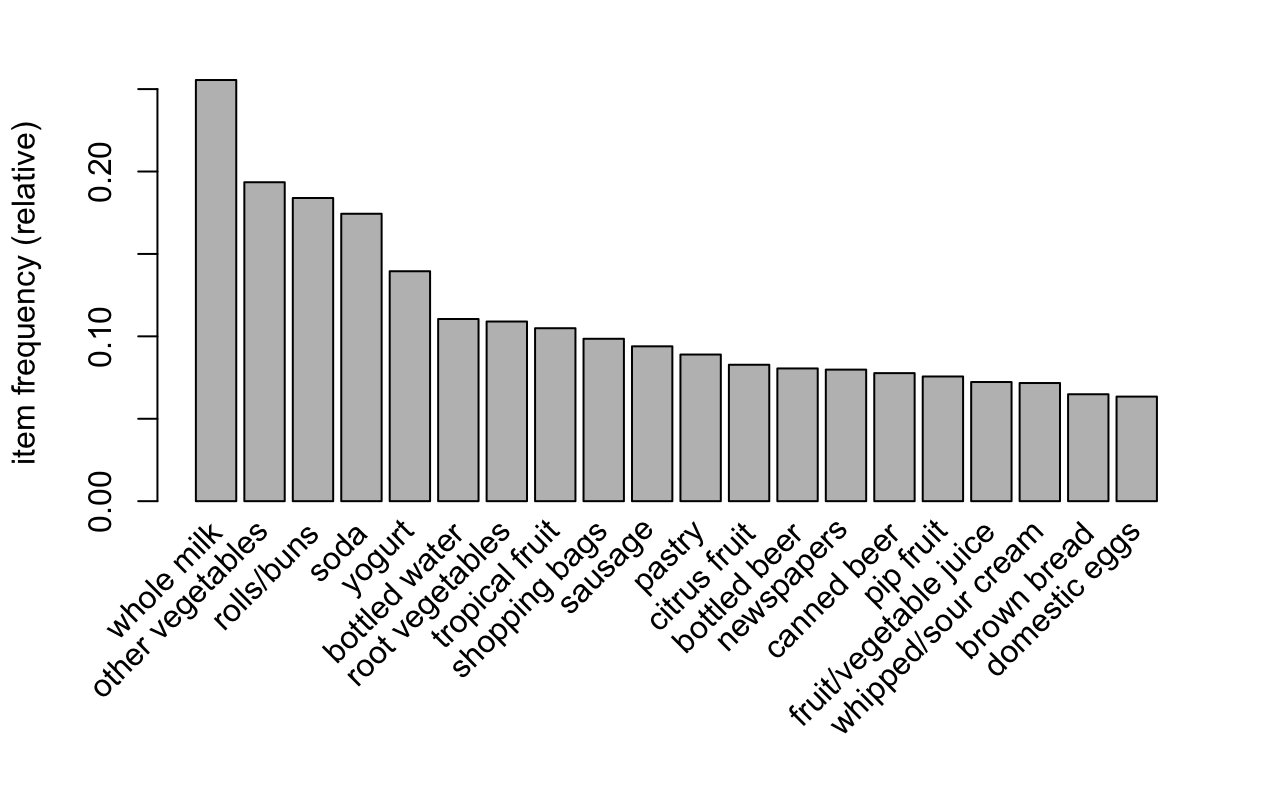 item frequency (relative)
0.20
0.10
0.00
whole milk
other vegetables
rolls/buns
soda
yogurt
bottled water
root vegetables
tropical fruit
shopping bags
sausage
pastry
citrus fruit
bottled beer
newspapers
canned beer
pip fruit
fruit/vegetable juice
whipped/sour cream
brown bread
domestic eggs